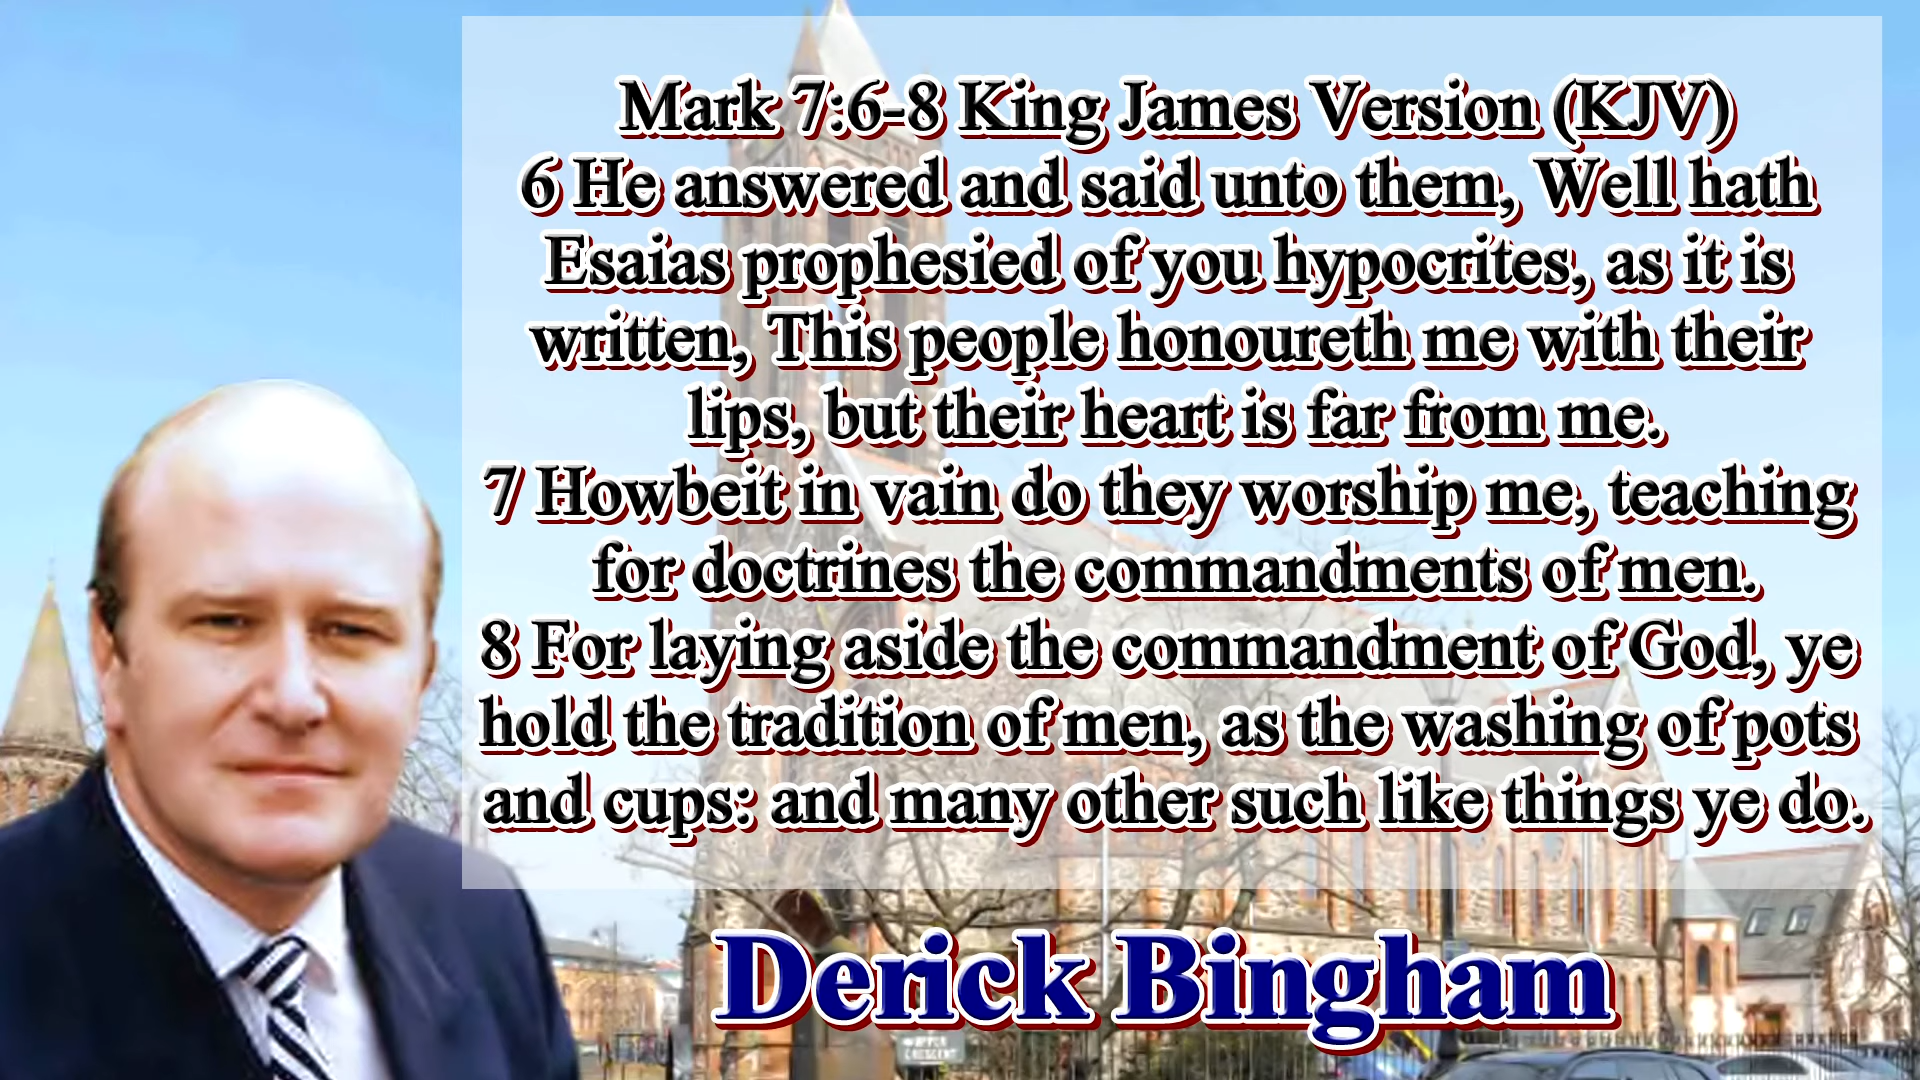 Mark 7:6-8 King James Version (KJV)
6 He answered and said unto them, Well hath
Esaias prophesied of you hypocrites, as it is
written, This people honoureth me with their
lips, but their heart is far from me.
7 Howbeit in vain do they worship me, teaching
for doctrines the commandments of men.
8 For laying aside the commandment of God, ye
hold the tradition of men, as the washing of pots
and cups: and many other such like things ye do.
Derick Bingham
UPPER
CRESCENT